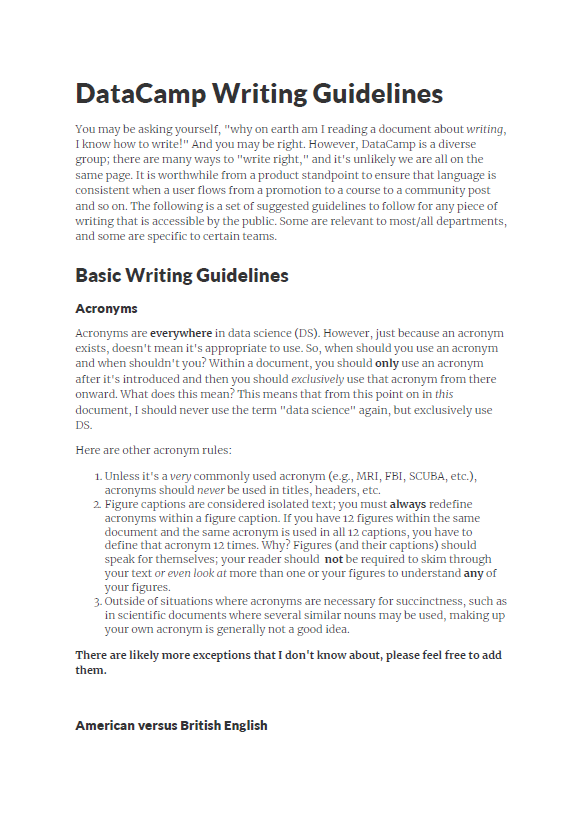 DataCamp Writing Guidelines
You may be asking yourself, "why on earth am I reading a document about writing,
I know how to write!" And you may be right. However, DataCamp is a diverse
group; there are many ways to "write right," and it's unlikely we are all on the
same page. It is worthwhile from a product standpoint to ensure that language is
consistent when a user flows from a promotion to a course to a community post
and so on. The following is a set of suggested guidelines to follow for any piece of
writing that is accessible by the public. Some are relevant to most/all departments,
and some are specific to certain teams.
Basic Writing Guidelines
Acronyms
Acronyms are everywhere in data science (DS). However, just because an acronym
exists, doesn't mean it's appropriate to use. So, when should you use an acronym
and when shouldn't you? Within a document, you should only use an acronym
after it's introduced and then you should exclusively use that acronym from there
onward. What does this mean? This means that from this point on in this
document, I should never use the term "data science" again, but exclusively use
DS.
Here are other acronym rules:
1. Unless it's a very commonly used acronym (e.g., MRI, FBI, SCUBA, etc.),
acronyms should never be used in titles, headers, etc.
2. Figure captions are considered isolated text; you must always redefine
acronyms within a figure caption. If you have 12 figures within the same
document and the same acronym is used in all 12 captions, you have to
define that acronym 12 times. Why? Figures (and their captions) should
speak for themselves; your reader should not be required to skim through
your text or even look at more than one or your figures to understand any of
your figures.
3. Outside of situations where acronyms are necessary for succinctness, such as
in scientific documents where several similar nouns may be used, making up
your own acronym is generally not a good idea.
There are likely more exceptions that I don't know about, please feel free to add
them.
American versus British English